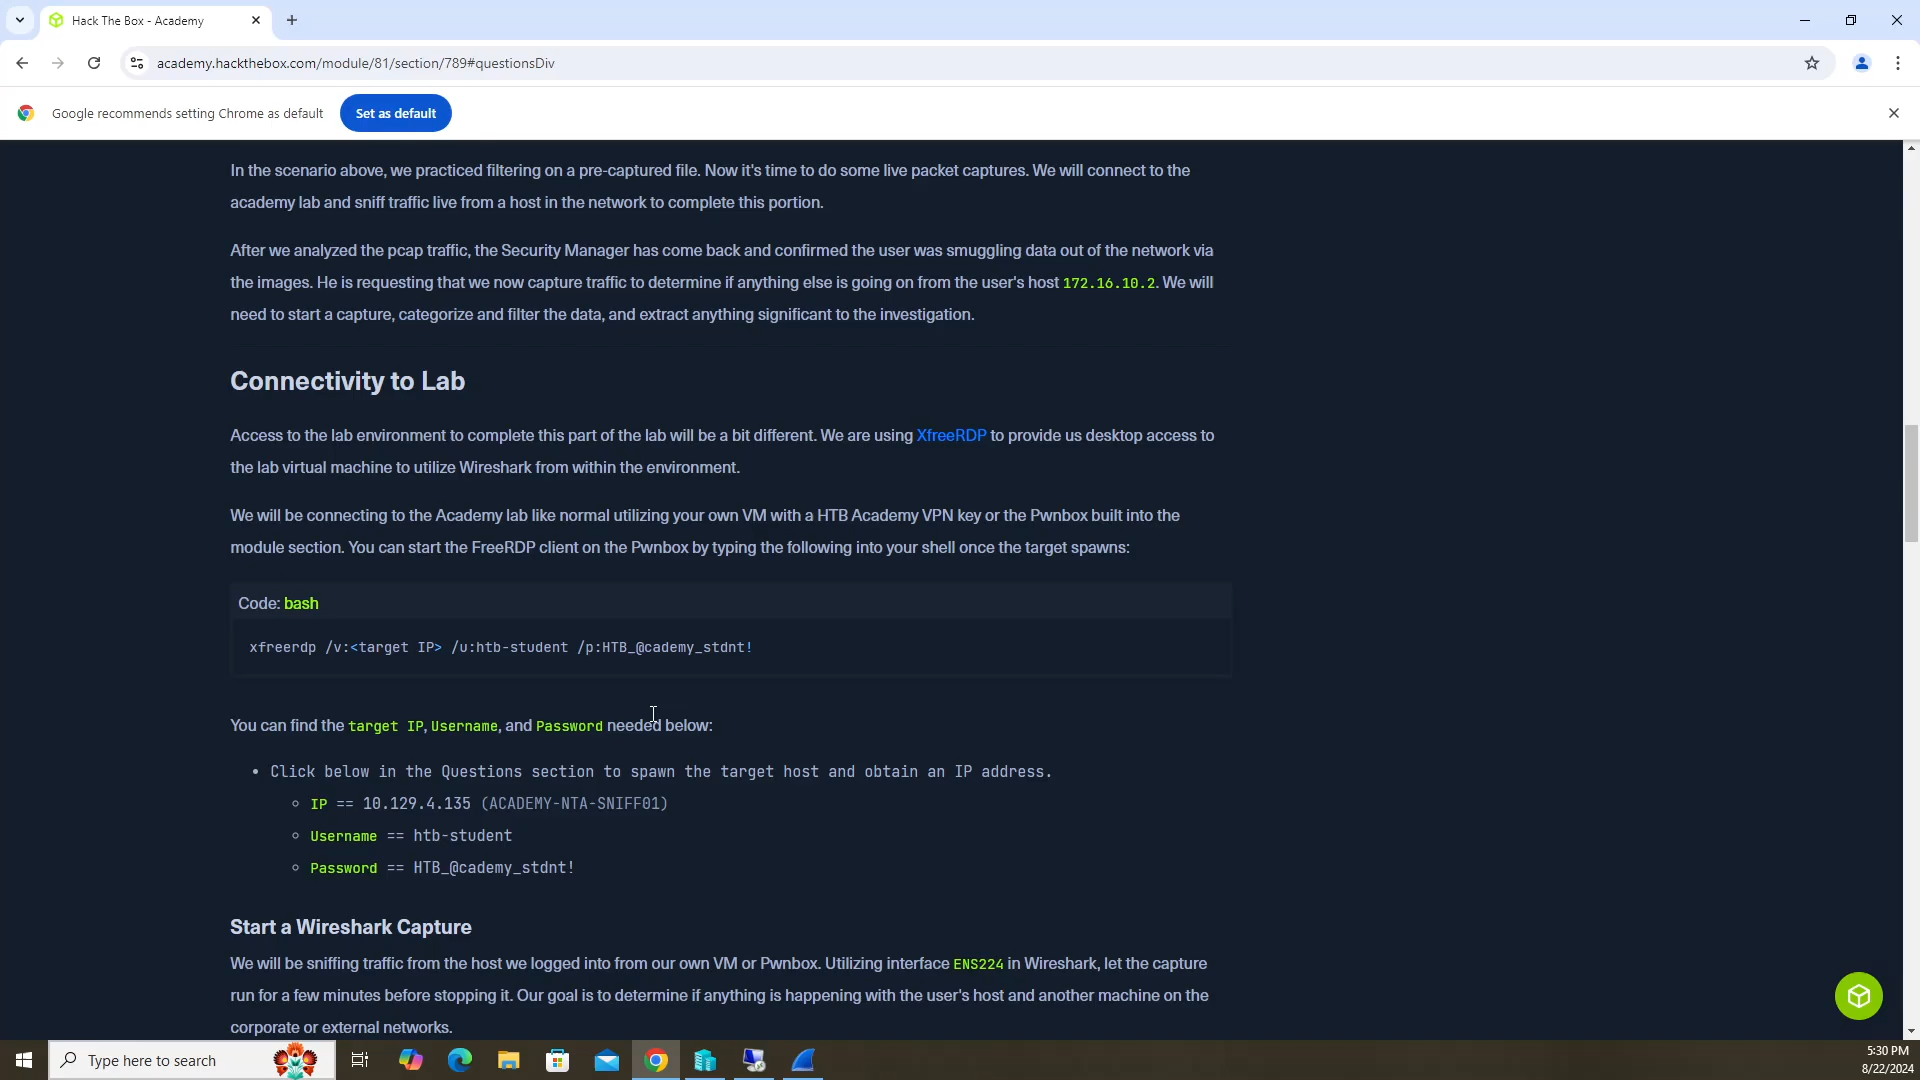 Hack The Box - Academy
academy.hackthebox.com/module/81/section/789#questionsDiv
Google recommends setting Chrome as default
Set as default
In the scenario above, we practiced filtering on a pre-captured file. Now it's time to do some live packet captures. We will connect to the
academy lab and sniff traffic live from a host in the network to complete this portion.
After we analyzed the pcap traffic, the Security Manager has come back and confirmed the user was smuggling data out of the network via
the images. He is requesting that we now capture traffic to determine if anything else is going on from the user's host 172.16.10.2. We will
need to start a capture, categorize and filter the data, and extract anything significant to the investigation.
Connectivity to Lab
Access to the lab environment to complete this part of the lab will be a bit different. We are using XfreeRDP to provide us desktop access to
the lab virtual machine to utilize Wireshark from within the environment.
We will be connecting to the Academy lab like normal utilizing your own VM with a HTB Academy VPN key or the Pwnbox built into the
module section. You can start the FreeRDP client on the Pwnbox by typing the following into your shell once the target spawns:
Code: bash
xfreerdp /v:<target IP> /u:htb-student /p:HTB_@cademy_stdnt!
You can find the target IP, Username, and Password needed below:
• Click below in the Questions section to spawn the target host and obtain an IP address.
◦ IP == 10.129.4.135 (ACADEMY-NTA-SNIFF01)
◦ Username == htb-student
◦ Password == HTB_@cademy_stdnt!
Start a Wireshark Capture
We will be sniffing traffic from the host we logged into from our own VM or Pwnbox. Utilizing interface ENS224 in Wireshark, let the capture
run for a few minutes before stopping it. Our goal is to determine if anything is happening with the user's host and another machine on the
corporate or external networks.
Type here to search
5:30 PM
8/22/2024